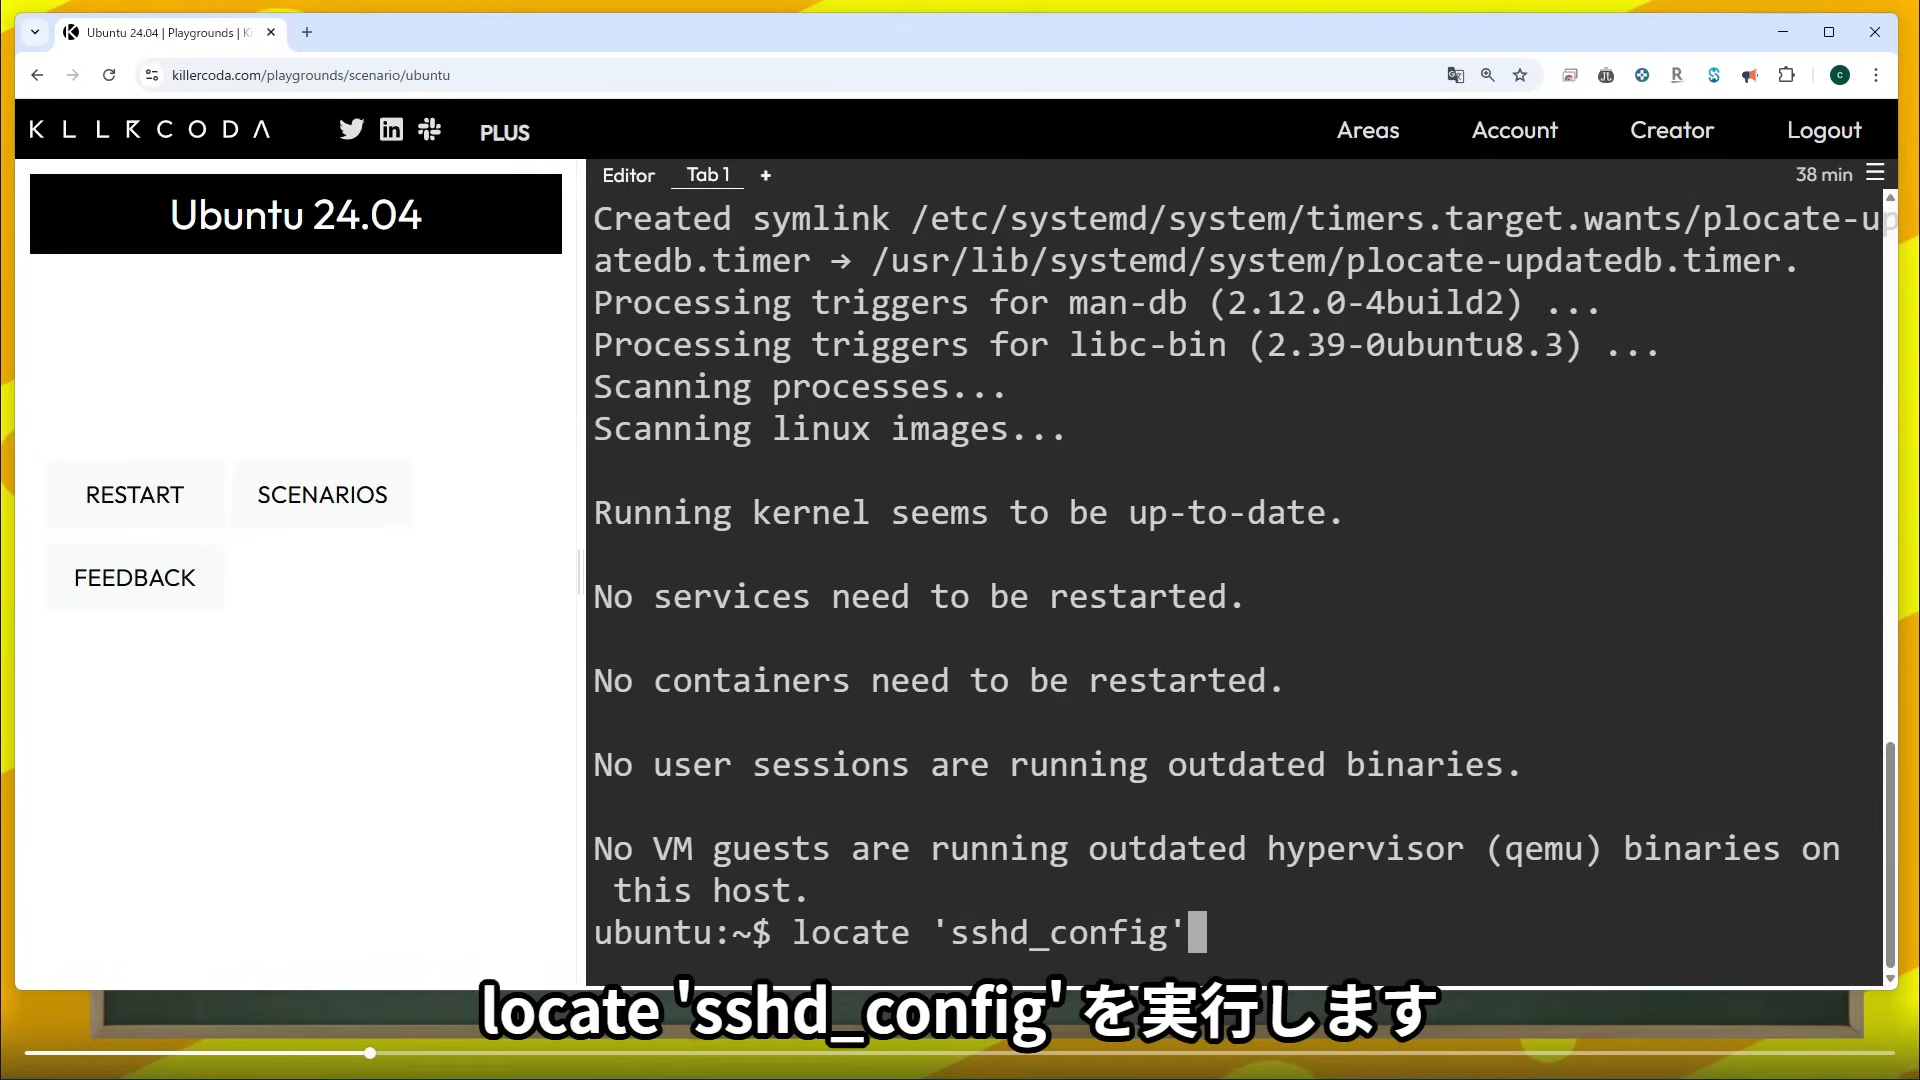 Ubuntu 24.04 | Playgrounds | Ki
killercoda.com/playgrounds/scenario/ubuntu
KLLRCODA
PLUS
Areas
Account
Creator
Logout
Ubuntu 24.04
RESTART
SCENARIOS
FEEDBACK
Editor
Tab 1
+
38 min
Created symlink /etc/systemd/system/timers.target.wants/plocate-up
atedb.timer → /usr/lib/systemd/system/plocate-updatedb.timer.
Processing triggers for man-db (2.12.0-4build2) ...
Processing triggers for libc-bin (2.39-0ubuntu8.3) ...
Scanning processes...
Scanning linux images...
Running kernel seems to be up-to-date.
No services need to be restarted.
No containers need to be restarted.
No user sessions are running outdated binaries.
No VM guests are running outdated hypervisor (qemu) binaries on
this host.
ubuntu:~$ locate 'sshd_config'
locate 'sshd_config' を実行します